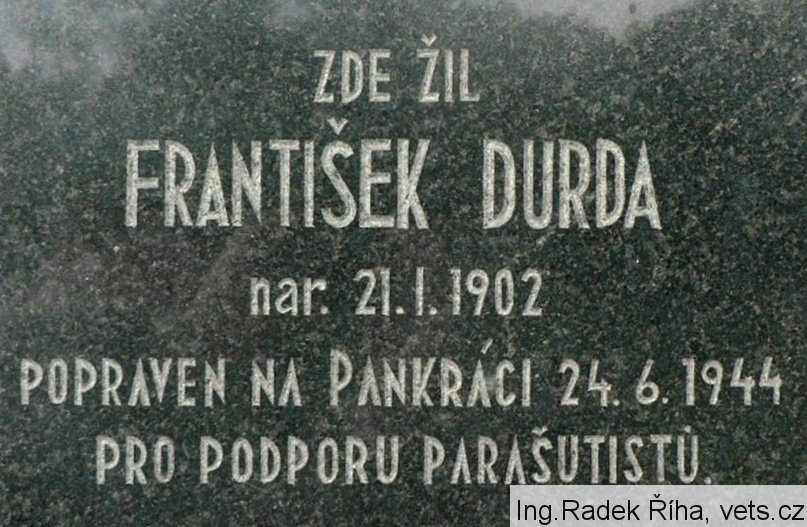 ZDE ŽIL
FRANTIŠEK DURDA
nar. 21. 1. 1902
POPRAVEN NA PANKRÁCI 24. 6. 1944
PRO PODPORU PARAŠUTISTŮ.
Ing.Radek Říha, vets.cz